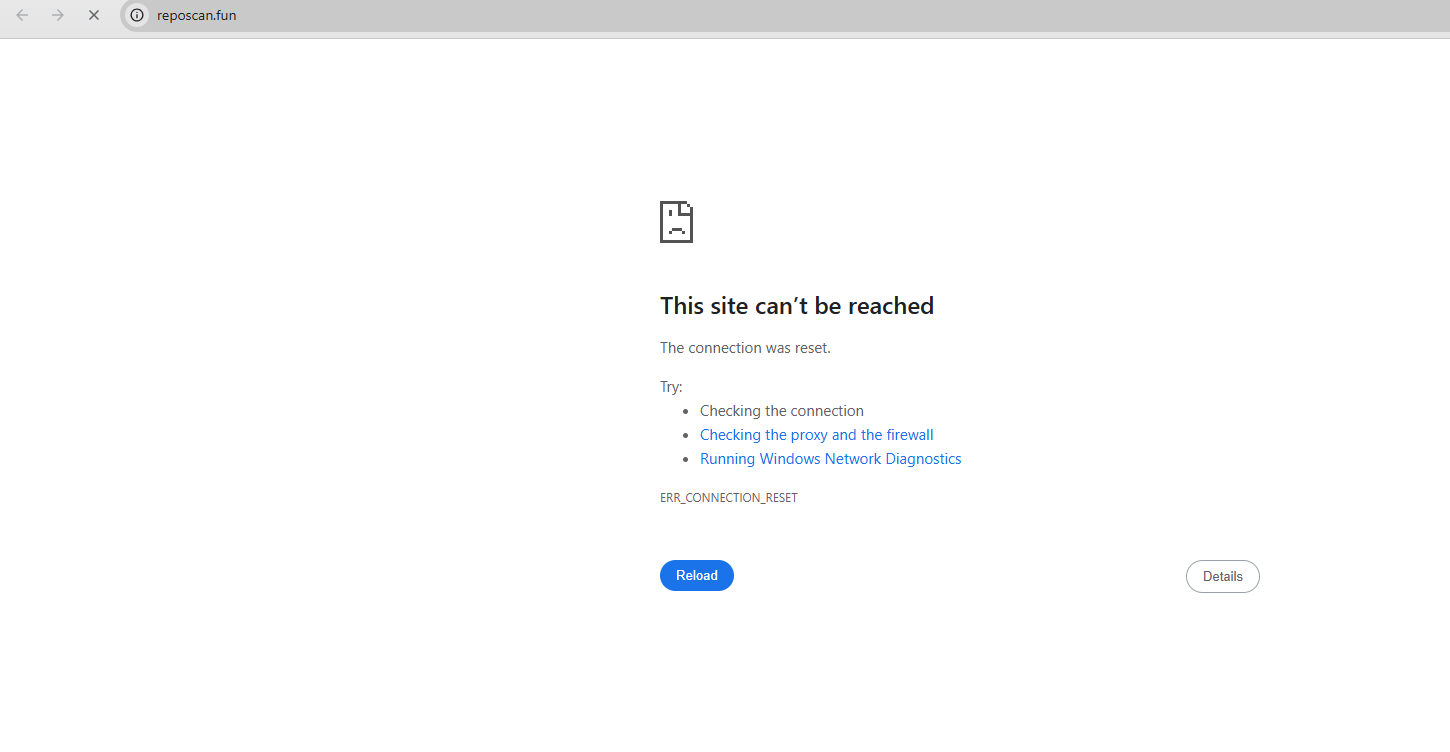 reposcan.fun
This site can’t be reached
The connection was reset.
Try:
Checking the connection
Checking the proxy and the firewall
Running Windows Network Diagnostics
ERR_CONNECTION_RESET
Reload
Details